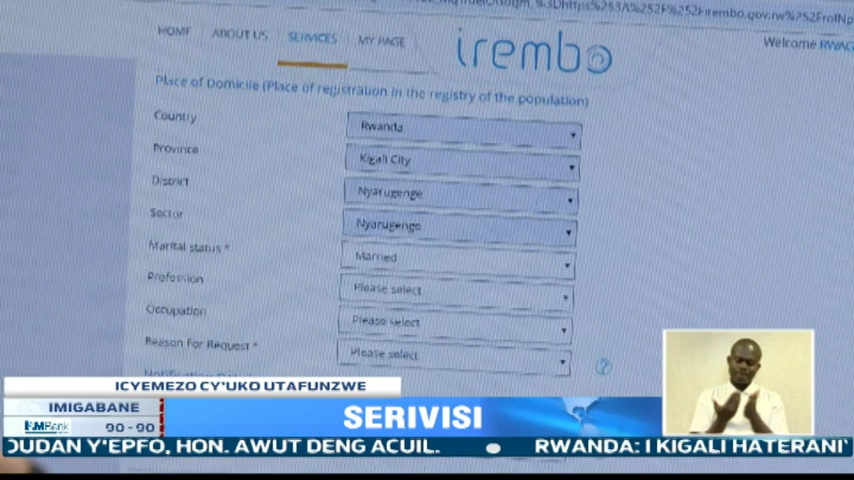 HOME ABOUT US SERVICES MY PAGE
irembo
Welcome
Place of Domicile (Place of registration in the registry of the population)
Country Rwanda
Province Kigali City
District Nyarugenge
Sector Nyarugenge
Marital status * Married
Profession Please select
Occupation Please select
Reason For Request * Please select
ICYEMEZO CY'UKO UTAFUNZWE
IMIGABANE
I&M Bank 90 - 90
SERIVISI
OUDAN Y'EPFO, HON. AWUT DENG ACUIL. ● RWANDA: I KIGALI HATERANI